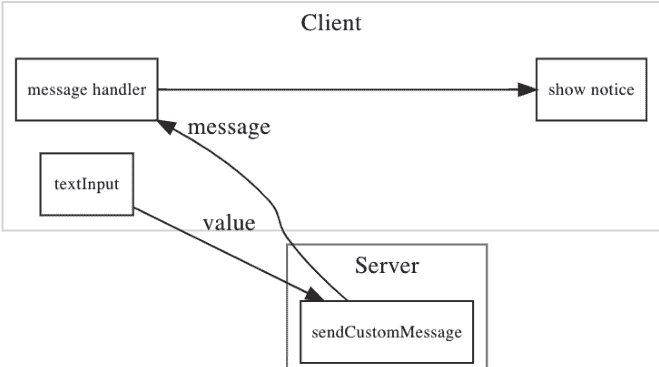 Client
message handler
show notice
message
textInput
value
Server
sendCustomMessage